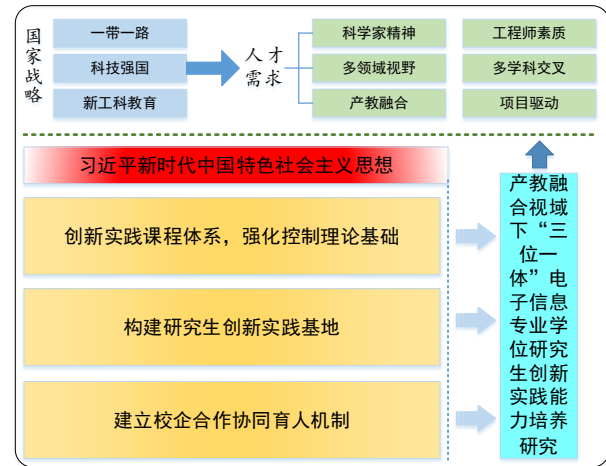 国家战略
一带一路
科技强国
新工科教育
人才
需求
科学家精神
多领域视野
产教融合
工程师素质
多学科交叉
项目驱动
习近平新时代中国特色社会主义思想
创新实践课程体系，强化控制理论基础
构建研究生创新实践基地
建立校企合作协同育人机制
产教融
合视域
下“三
位一
体”电
子信息
专业学
位研究
生创新
实践能
力培养
研究